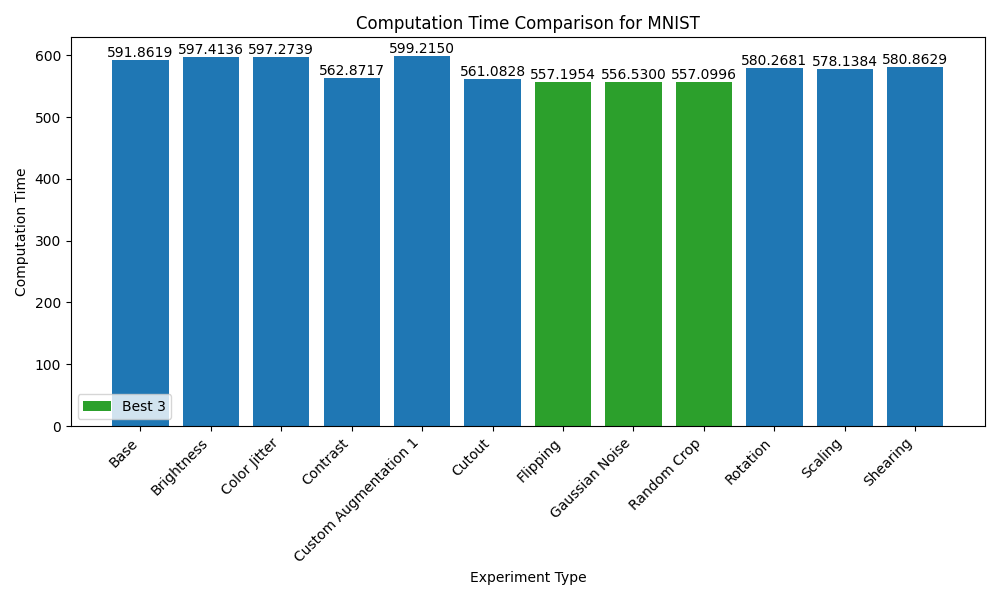 Computation Time Comparison for MNIST
Computation Time
600
500
400
300
200
100
0
591.8619
597.4136
597.2739
562.8717
599.2150
561.0828
557.1954
556.5300
557.0996
580.2681
578.1384
580.8629
Best 3
Base
Brightness
Color Jitter
Contrast
Custom Augmentation 1
Cutout
Flipping
Gaussian Noise
Random Crop
Rotation
Scaling
Shearing
Experiment Type